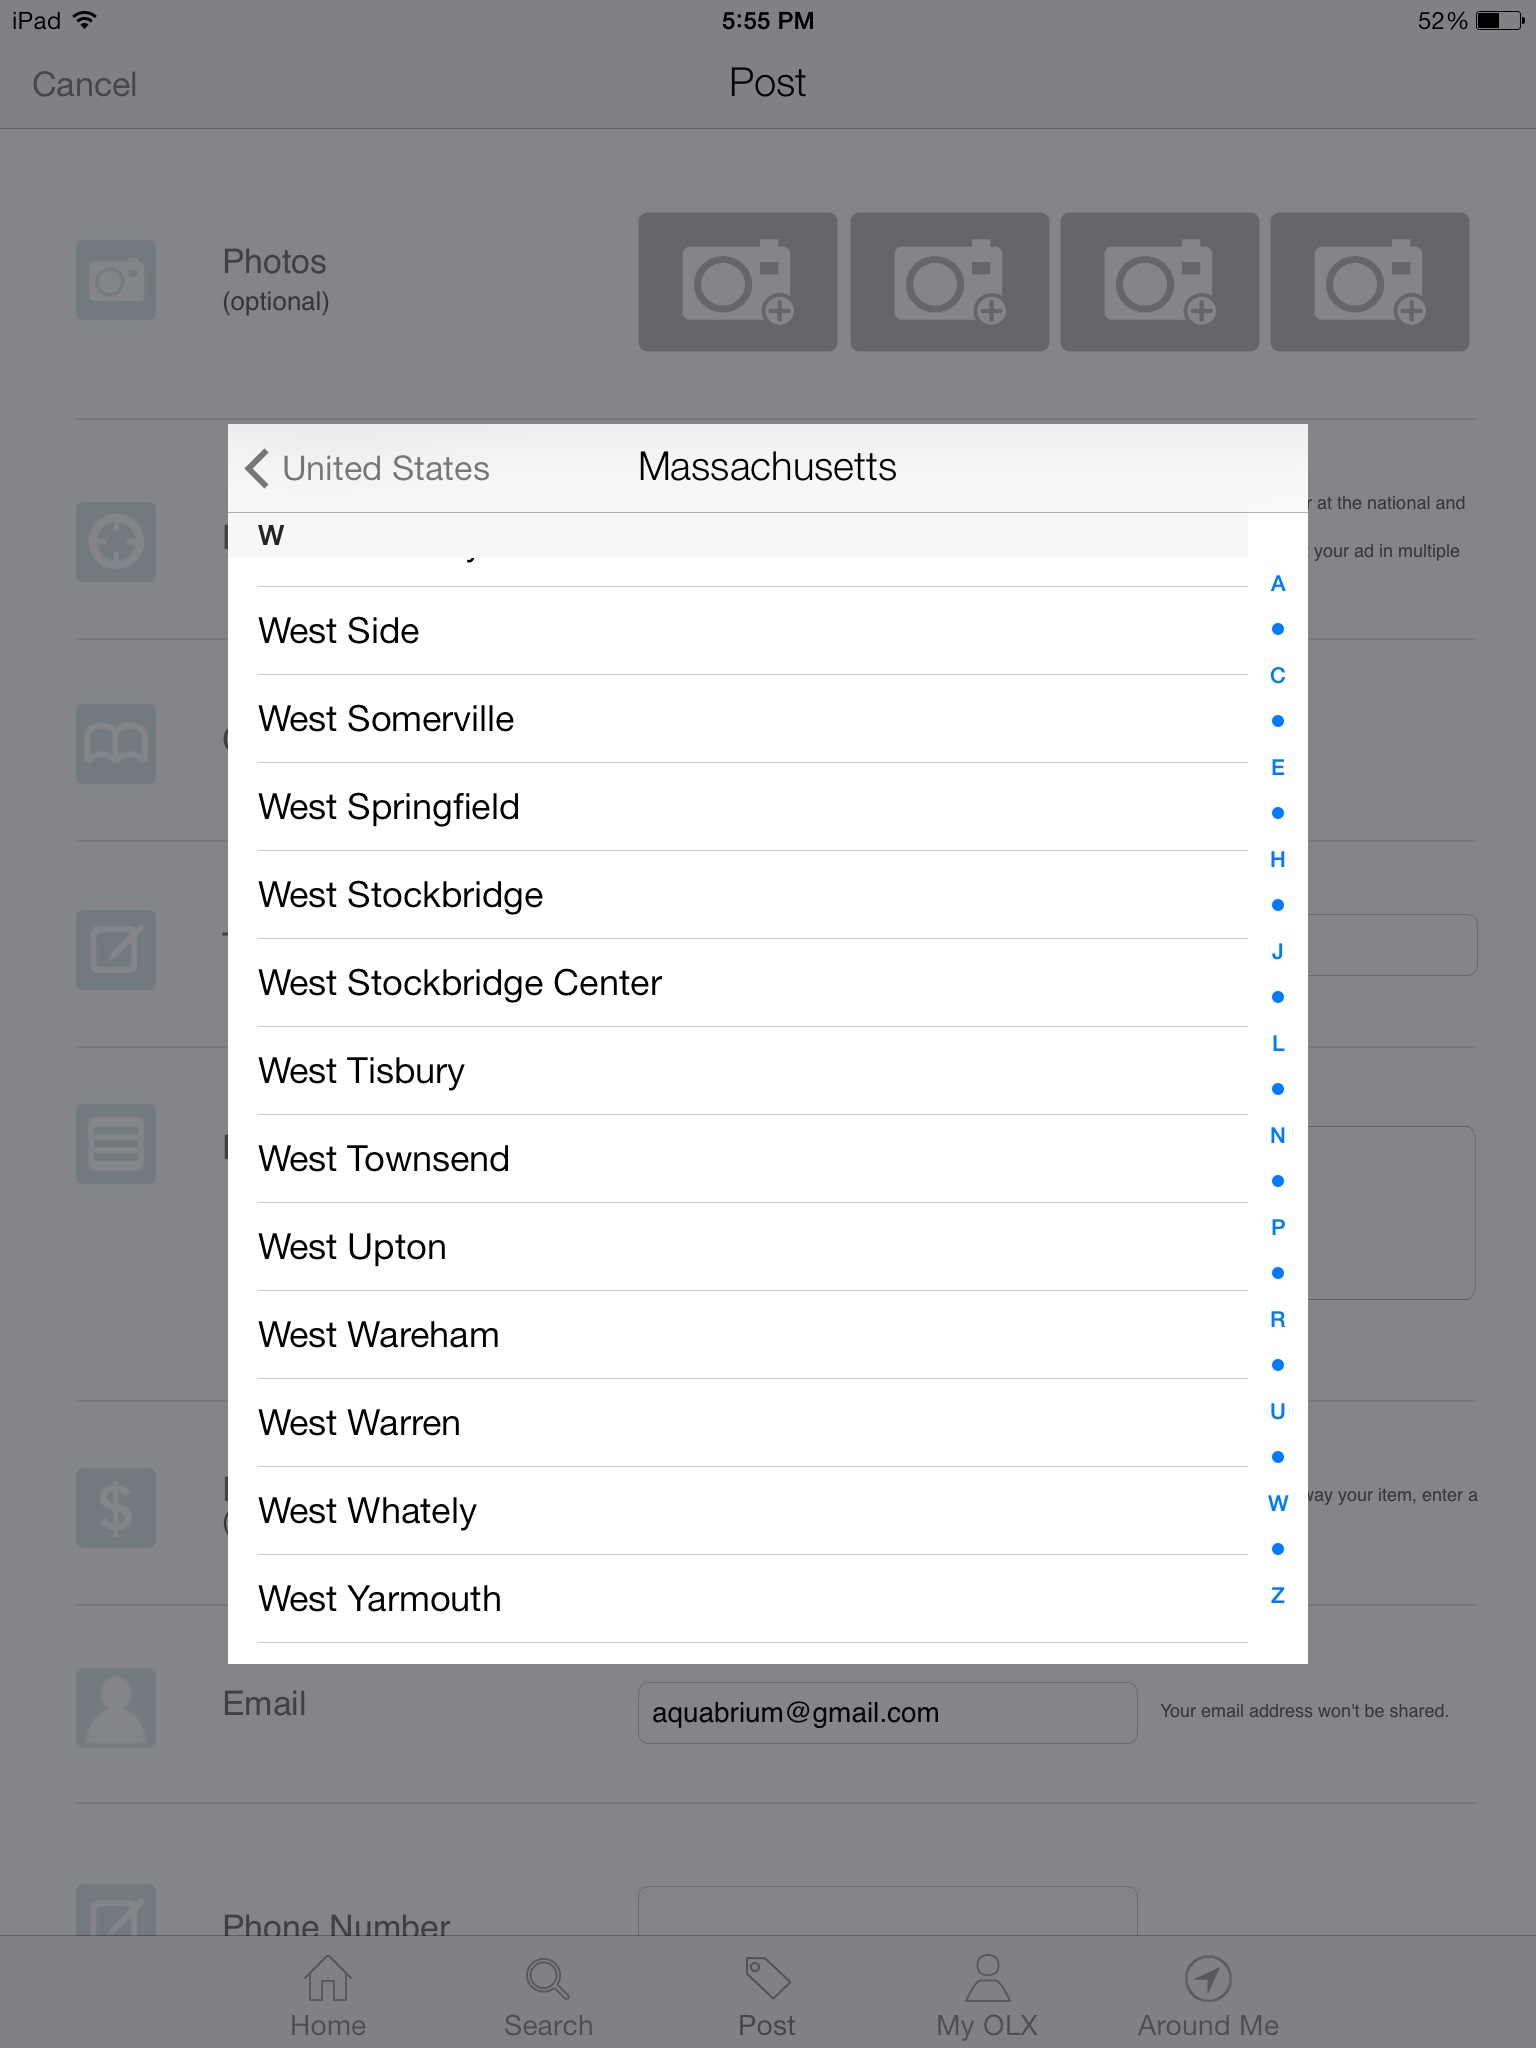 iPad 5:55 PM 52%
Cancel Post
Photos
(optional)
United States Massachusetts
at the national and
W
your ad in multiple
A
West Side
C
West Somerville
E
West Springfield
H
West Stockbridge
J
West Stockbridge Center
L
West Tisbury
N
West Townsend
P
West Upton
R
West Wareham
U
West Warren
W
way your item, enter a
West Whately
Z
West Yarmouth
Email aquabrium@gmail.com Your email address won't be shared.
Phone Number
Home Search Post My OLX Around Me